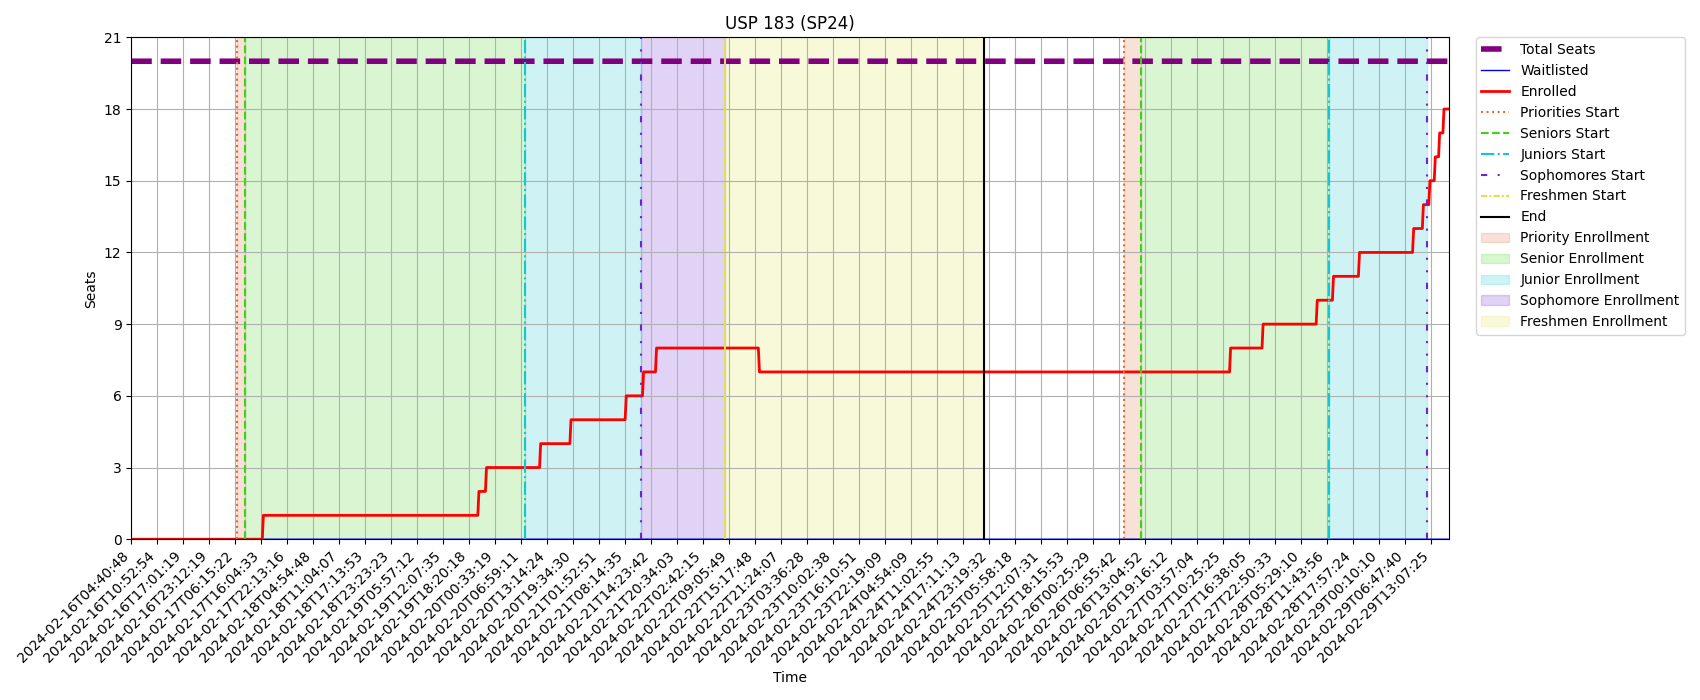 USP 183 (SP24)
21
18
15
12
9
6
3
0
Seats
2024-02-16T04:40:48
2024-02-16T10:52:54
2024-02-16T17:01:19
2024-02-16T23:12:19
2024-02-17T06:15:22
2024-02-17T16:04:33
2024-02-17T22:13:16
2024-02-18T04:54:48
2024-02-18T11:04:07
2024-02-18T17:13:53
2024-02-18T23:23:23
2024-02-19T05:57:12
2024-02-19T12:07:35
2024-02-19T18:20:18
2024-02-20T00:33:19
2024-02-20T06:59:11
2024-02-20T13:14:24
2024-02-20T19:34:30
2024-02-21T01:52:51
2024-02-21T08:14:35
2024-02-21T14:23:42
2024-02-21T20:34:03
2024-02-22T02:42:15
2024-02-22T09:05:49
2024-02-22T15:17:48
2024-02-22T21:24:07
2024-02-23T03:36:28
2024-02-23T10:02:38
2024-02-23T16:10:51
2024-02-23T22:19:09
2024-02-24T04:54:09
2024-02-24T11:02:55
2024-02-24T17:11:13
2024-02-24T23:19:32
2024-02-25T05:58:18
2024-02-25T12:07:31
2024-02-25T18:15:53
2024-02-26T00:25:29
2024-02-26T06:55:42
2024-02-26T13:04:52
2024-02-26T19:16:12
2024-02-27T03:57:04
2024-02-27T10:25:25
2024-02-27T16:38:05
2024-02-27T22:50:33
2024-02-28T05:29:10
2024-02-28T11:43:56
2024-02-28T17:57:24
2024-02-29T00:10:10
2024-02-29T06:47:40
2024-02-29T13:07:25
Time
Total Seats
Waitlisted
Enrolled
Priorities Start
Seniors Start
Juniors Start
Sophomores Start
Freshmen Start
End
Priority Enrollment
Senior Enrollment
Junior Enrollment
Sophomore Enrollment
Freshmen Enrollment